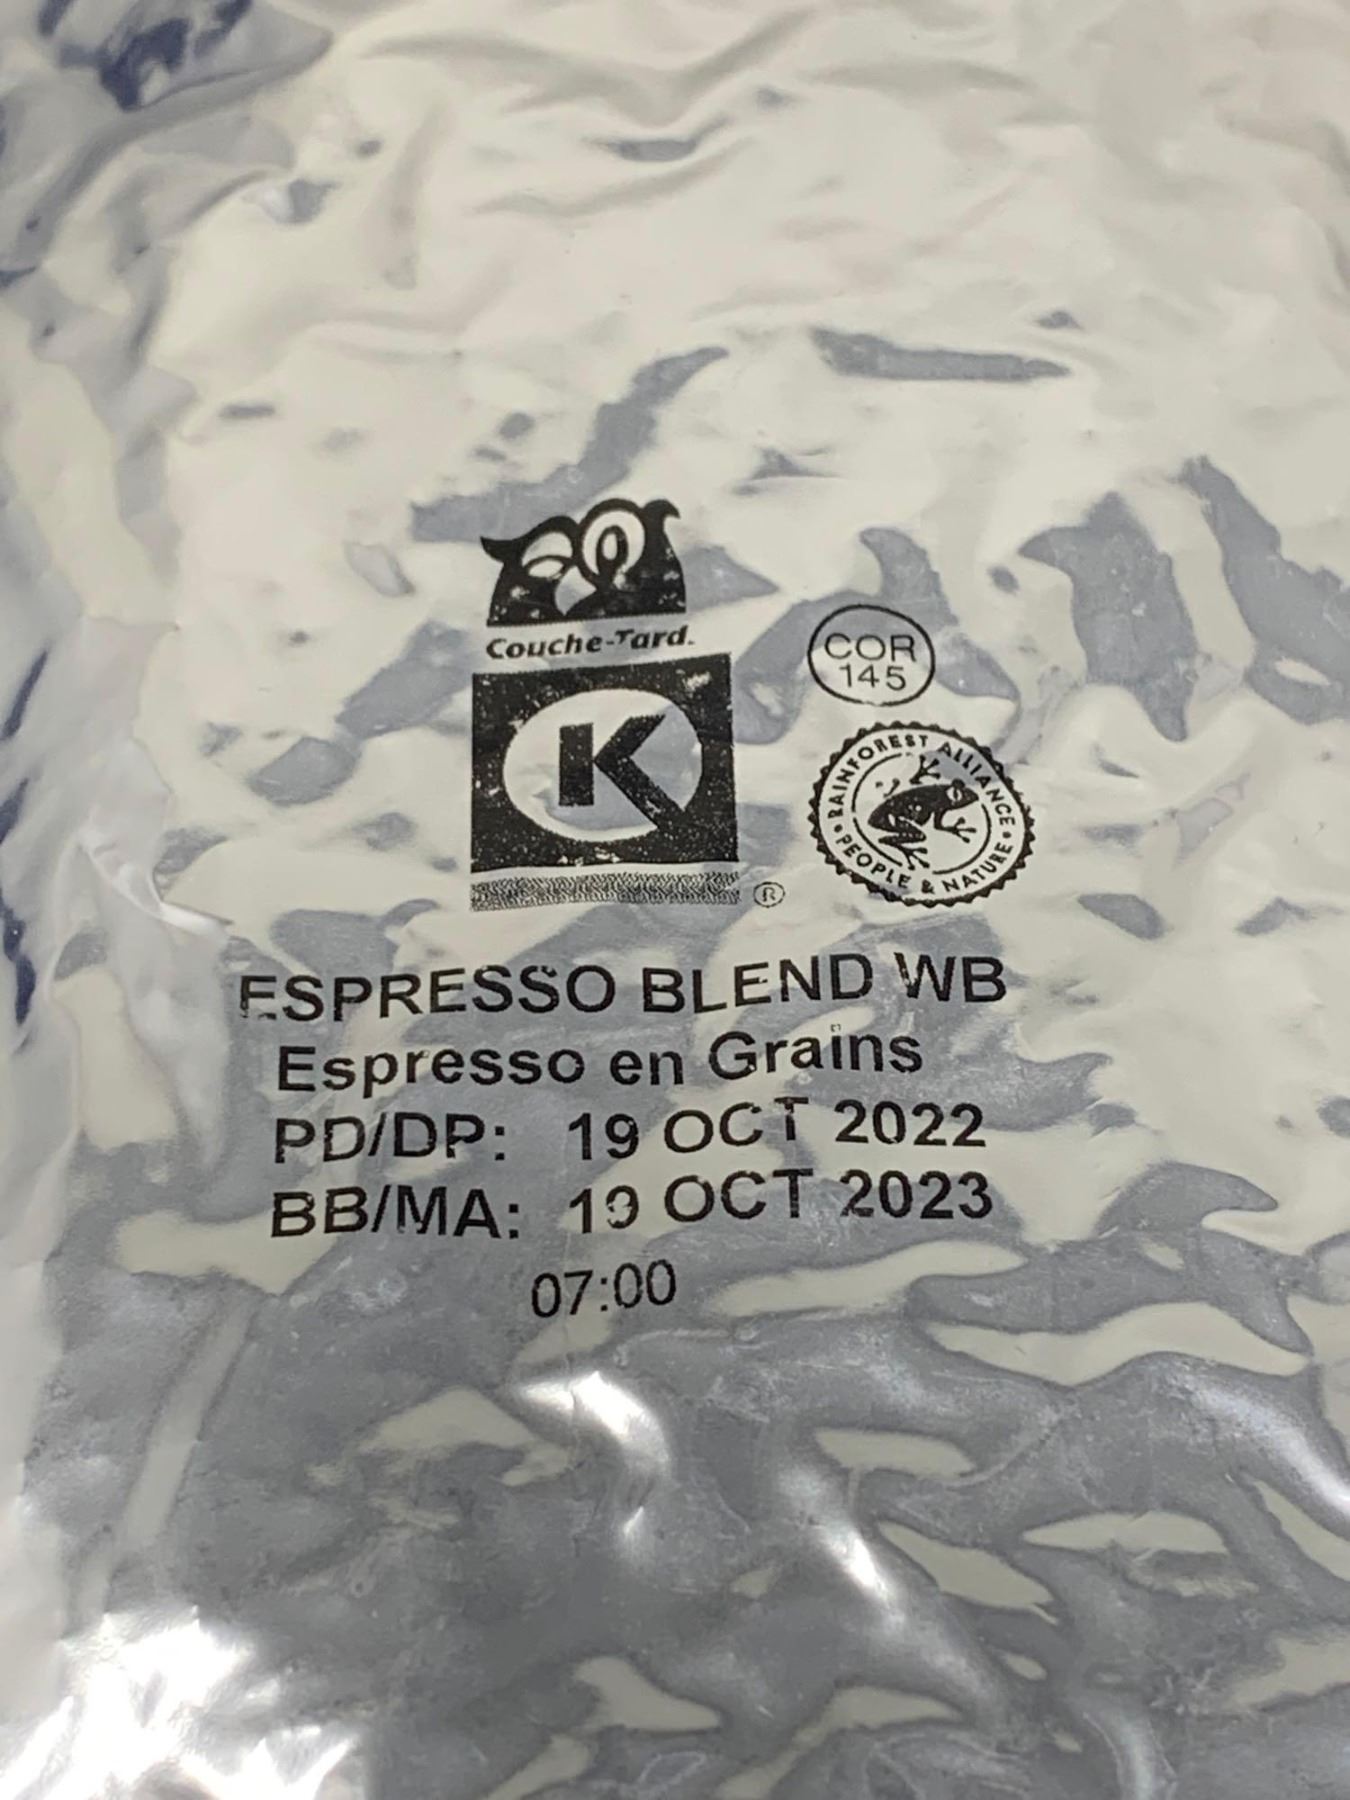 Couche-Tard.
COR
145
K
®
RAINFOREST ALLIANCE
PEOPLE & NATURE
ESPRESSO BLEND WB
Espresso en Grains
PD/DP: 19 OCT 2022
BB/MA: 19 OCT 2023
07:00